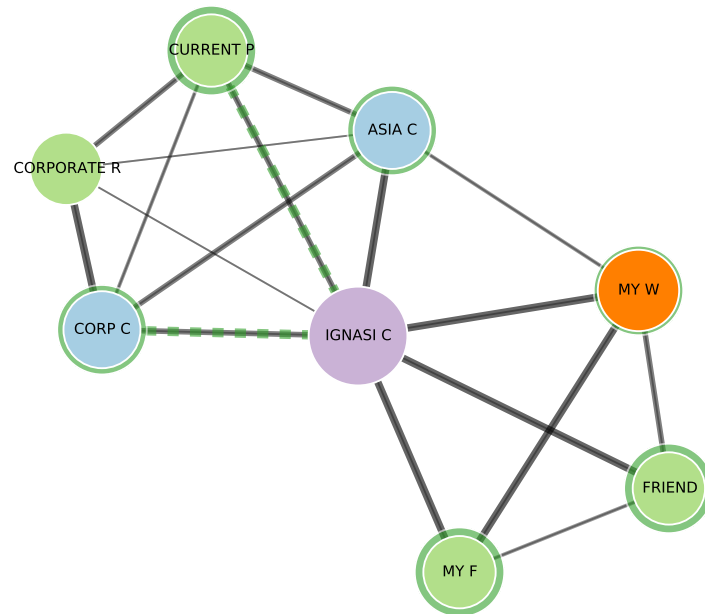 CURRENT P
ASIA C
CORPORATE R
MY W
CORP C
IGNASI C
FRIEND
MY F